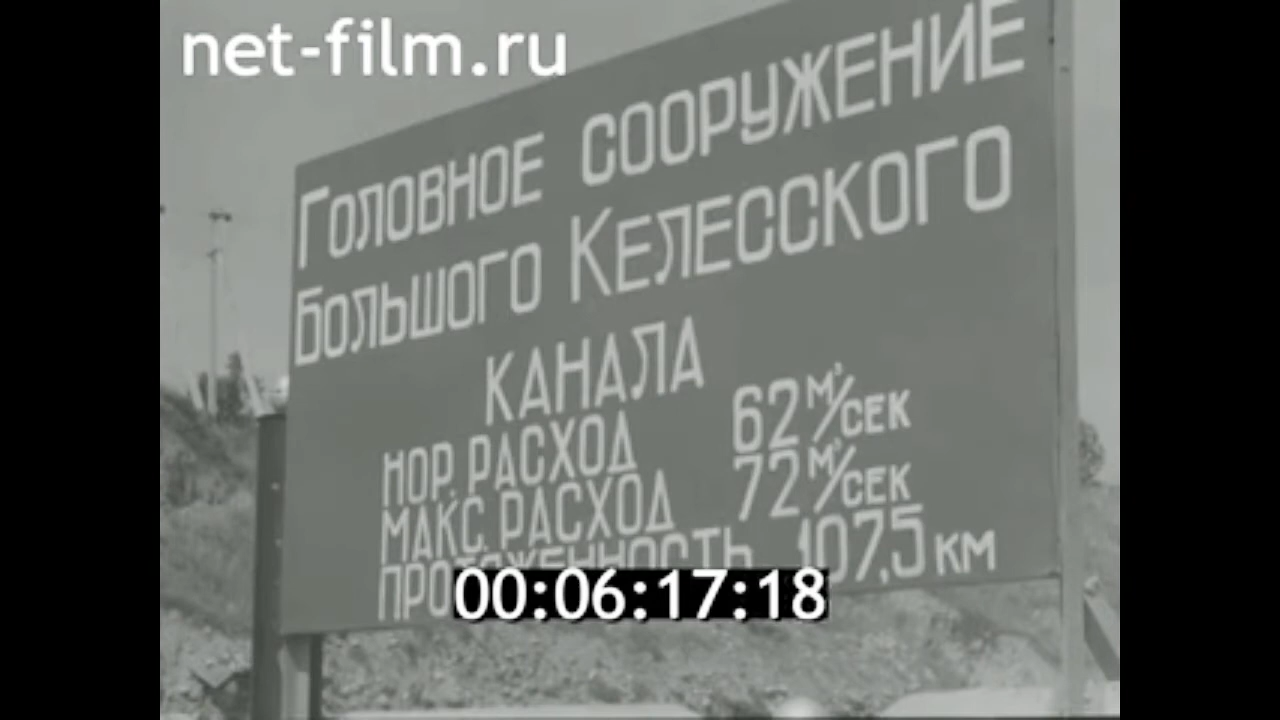 net-film.ru
Головное сооружение
Большого Келесского
канала
Нор. расход 62 м³/сек
Макс. расход 72 м³/сек
Протяженность 107,5 км
00:06:17:18